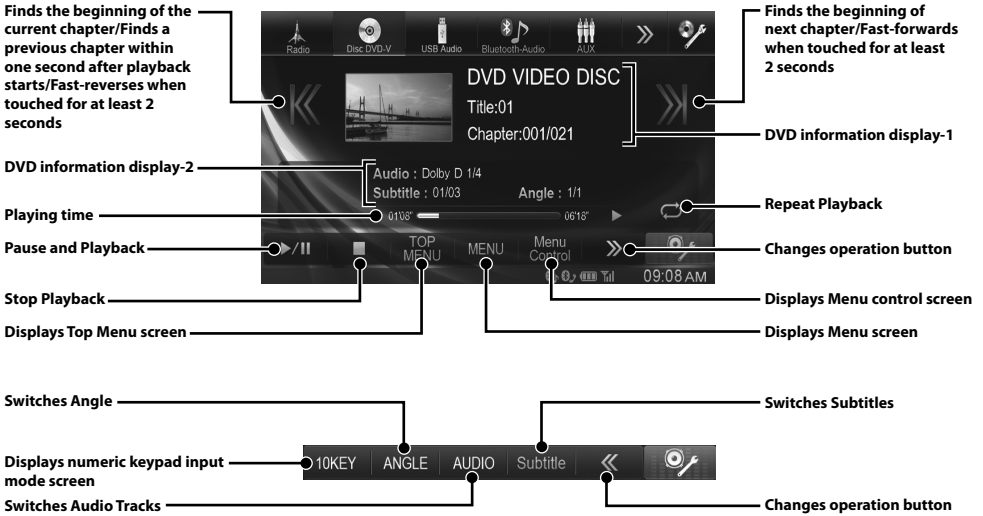 Finds the beginning of the
current chapter/Finds a
previous chapter within
one second after playback
starts/Fast-reverses when
touched for at least 2
seconds
DVD information display-2
Playing time
Pause and Playback
Stop Playback
Displays Top Menu screen
Radio
Disc DVD-V
USB Audio
Bluetooth-Audio
AUX
DVD VIDEO DISC
Title:01
Chapter:001/021
Audio : Dolby D 1/4
Subtitle : 01/03 Angle : 1/1
01'08" 06'18"
TOP
MENU
MENU
Menu
Control
09:08 AM
Finds the beginning of
next chapter/Fast-forwards
when touched for at least
2 seconds
DVD information display-1
Repeat Playback
Changes operation button
Displays Menu control screen
Displays Menu screen
Switches Angle
Switches Subtitles
Displays numeric keypad input
mode screen
10KEY ANGLE AUDIO Subtitle
Switches Audio Tracks
Changes operation button